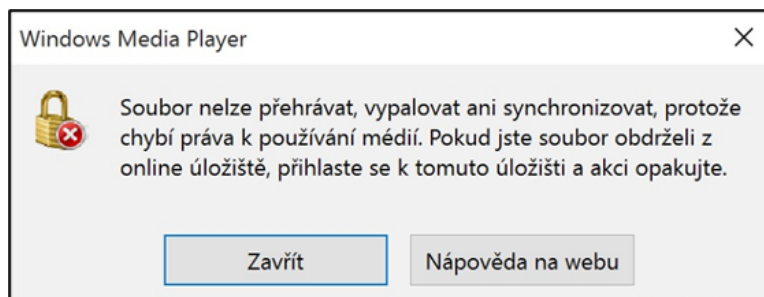 Windows Media Player
Soubor nelze přehrávat, vypalovat ani synchronizovat, protože
chybí práva k používání médií. Pokud jste soubor obdrželi z
online úložiště, přihlaste se k tomuto úložišti a akci opakujte.
Zavřít
Nápověda na webu